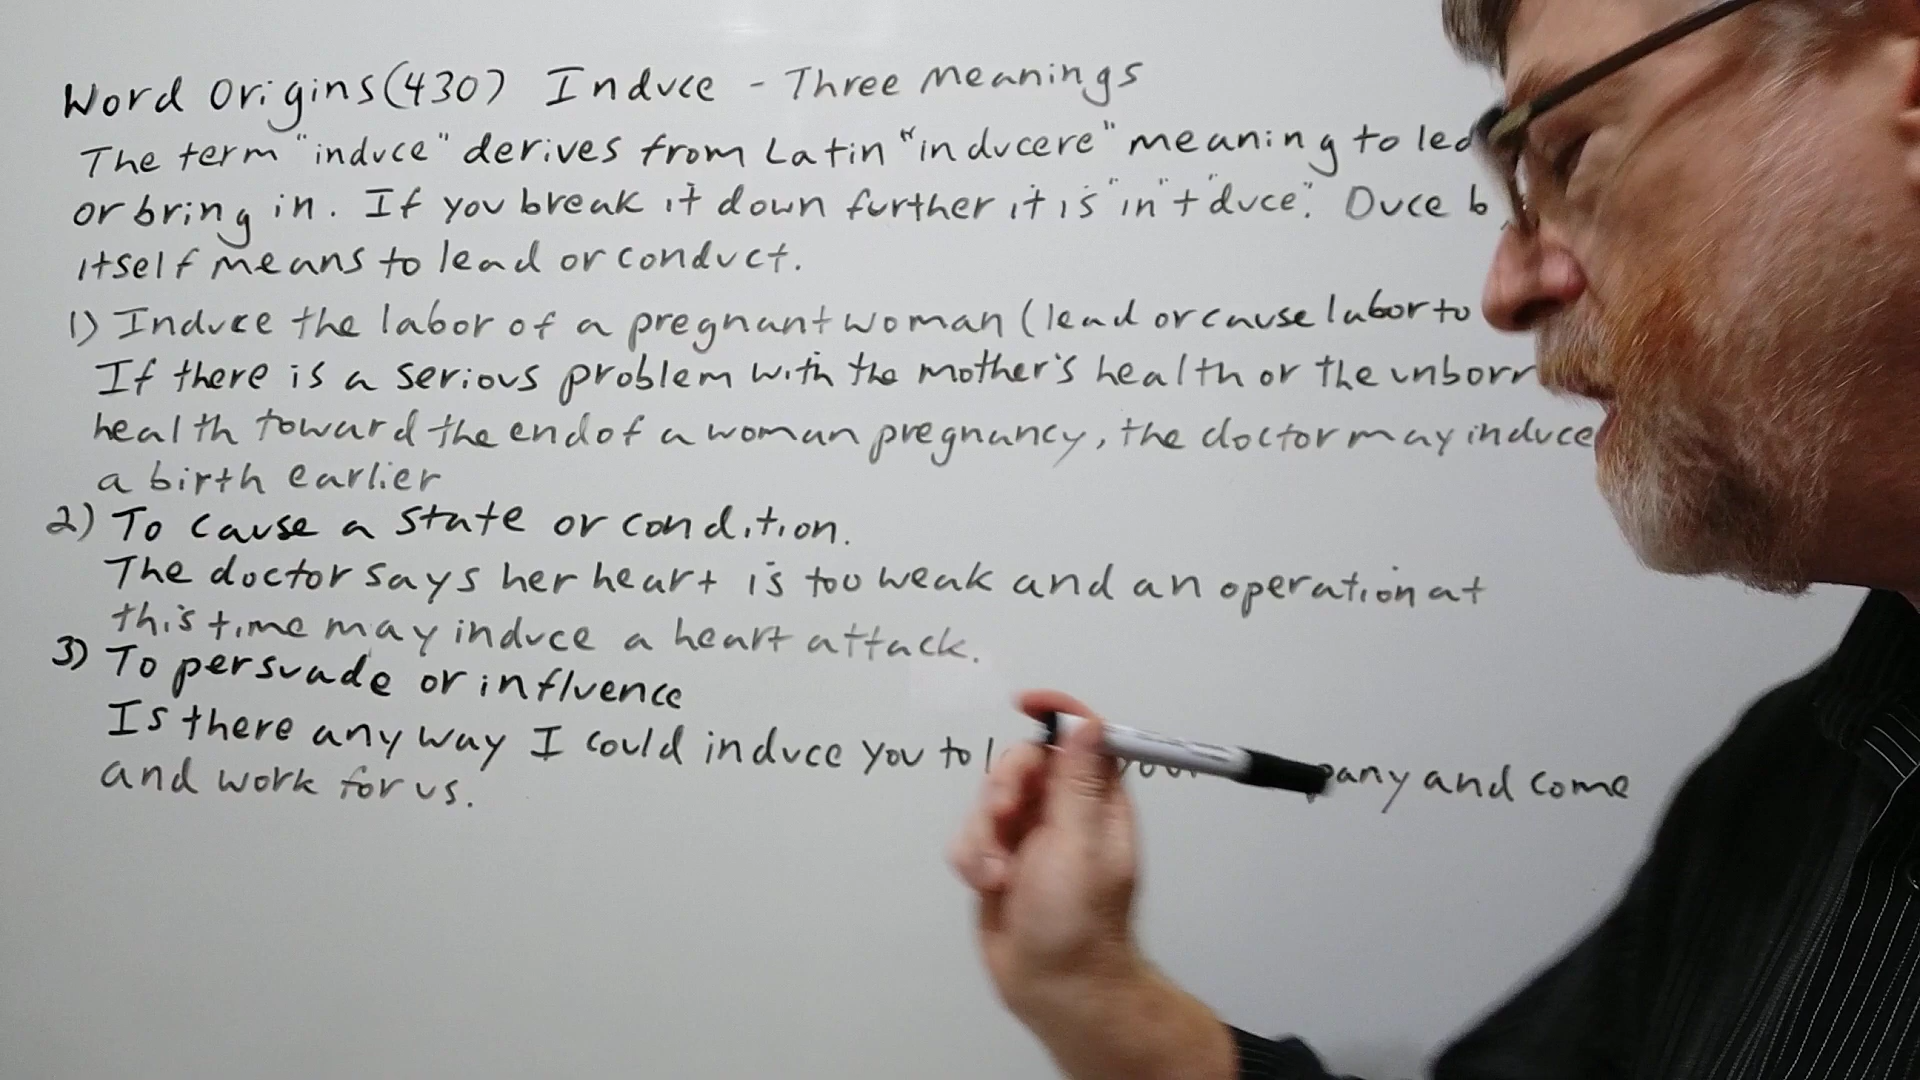 Word Origins (430) Induce - Three Meanings
The term "induce" derives from Latin "inducere" meaning to
or bring in. If you break it down further it is "in" + "duce". Duce
itself means to lead or conduct.
1) Induce the labor of a pregnant woman (lead or cause labor to
If there is a serious problem with the mother's health or the
health toward the end of a woman pregnancy, the doctor may induce
a birth earlier
2) To cause a state or condition.
The doctor says her heart is too weak and an operation at
this time may induce a heart attack.
3) To persuade or influence
Is there any way I could induce you to and come
and work for us.